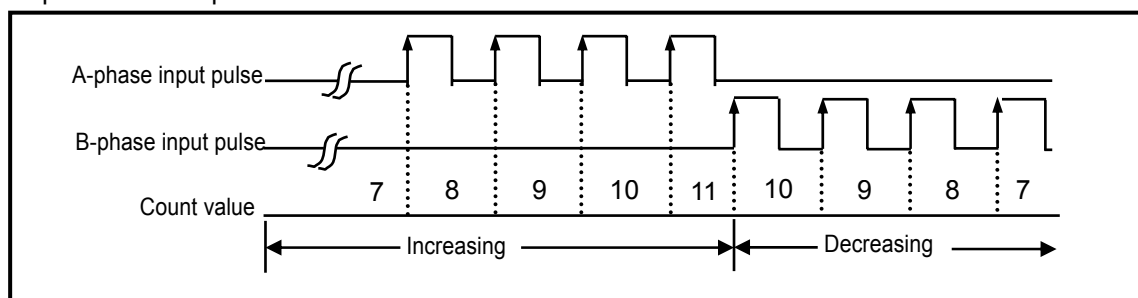 A-phase input pulse
B-phase input pulse
7 8 9 10 11 10 9 8 7
Count value
Increasing Decreasing